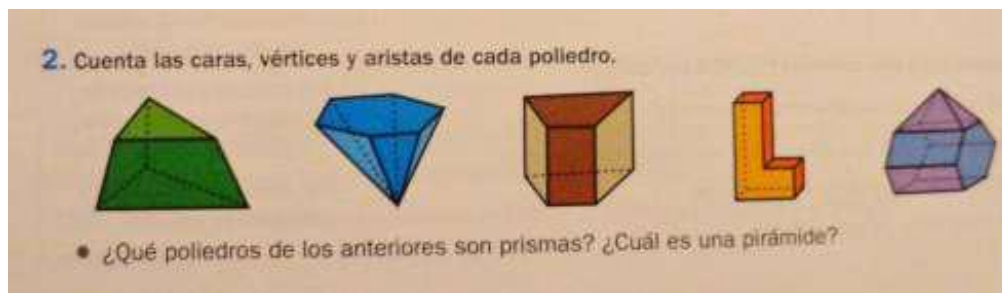 2. Cuenta las caras, vértices y aristas de cada poliedro.
● ¿Qué poliedros de los anteriores son prismas? ¿Cuál es una pirámide?